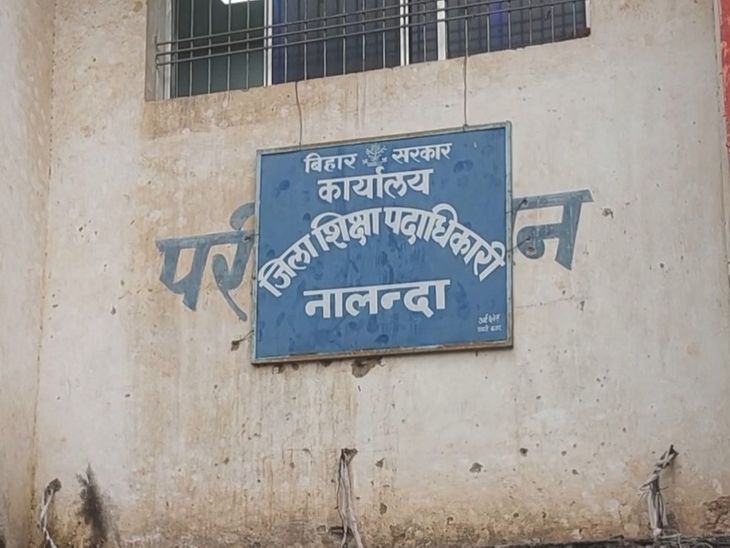 बिहार सरकार
कार्यालय
जिला शिक्षा पदाधिकारी
नालन्दा